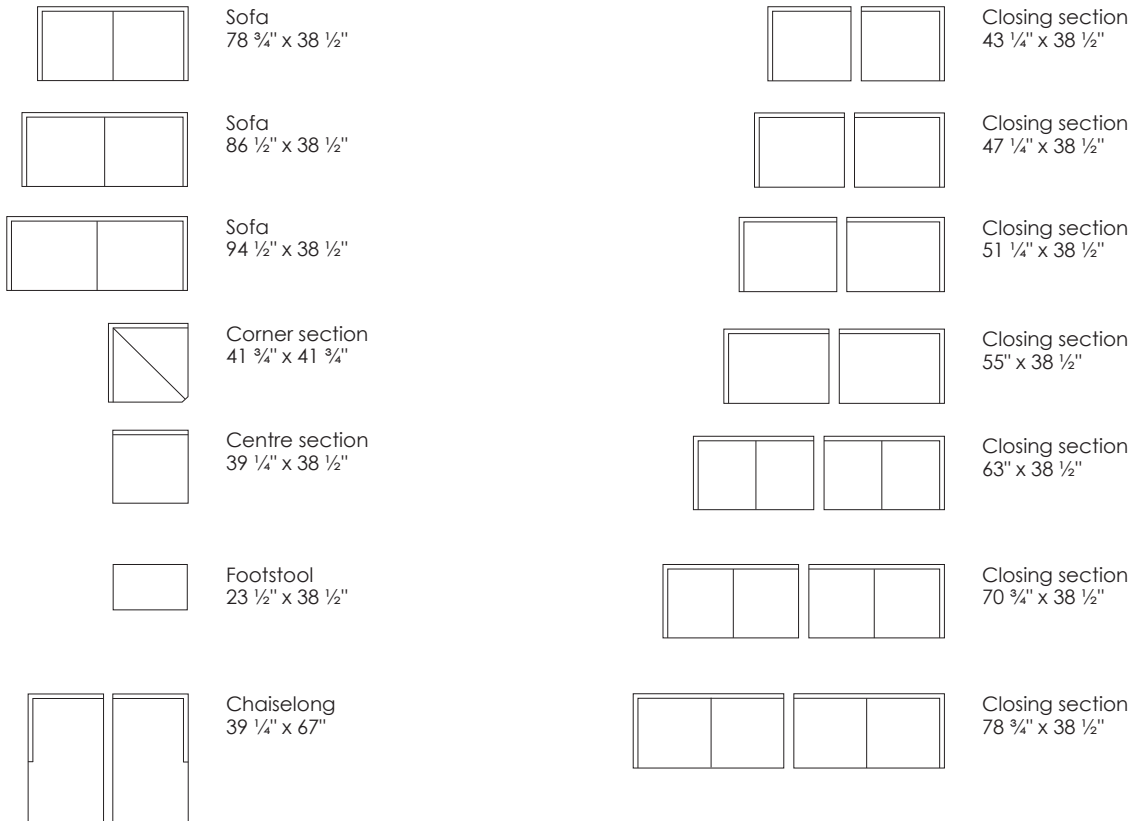 Sofa
78 ¾" x 38 ½"
Sofa
86 ½" x 38 ½"
Sofa
94 ½" x 38 ½"
Corner section
41 ¾" x 41 ¾"
Centre section
39 ¼" x 38 ½"
Footstool
23 ½" x 38 ½"
Chaiselong
39 ¼" x 67"
Closing section
43 ¼" x 38 ½"
Closing section
47 ¼" x 38 ½"
Closing section
51 ¼" x 38 ½"
Closing section
55" x 38 ½"
Closing section
63" x 38 ½"
Closing section
70 ¾" x 38 ½"
Closing section
78 ¾" x 38 ½"